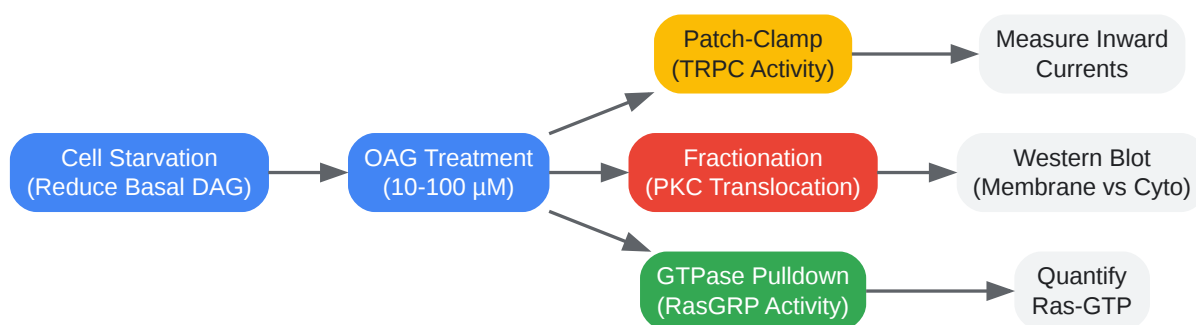 Cell Starvation
(Reduce Basal DAG)
OAG Treatment
(10-100 µM)
Patch-Clamp
(TRPC Activity)
Measure Inward
Currents
Fractionation
(PKC Translocation)
Western Blot
(Membrane vs Cyto)
GTPase Pulldown
(RasGRP Activity)
Quantify
Ras-GTP